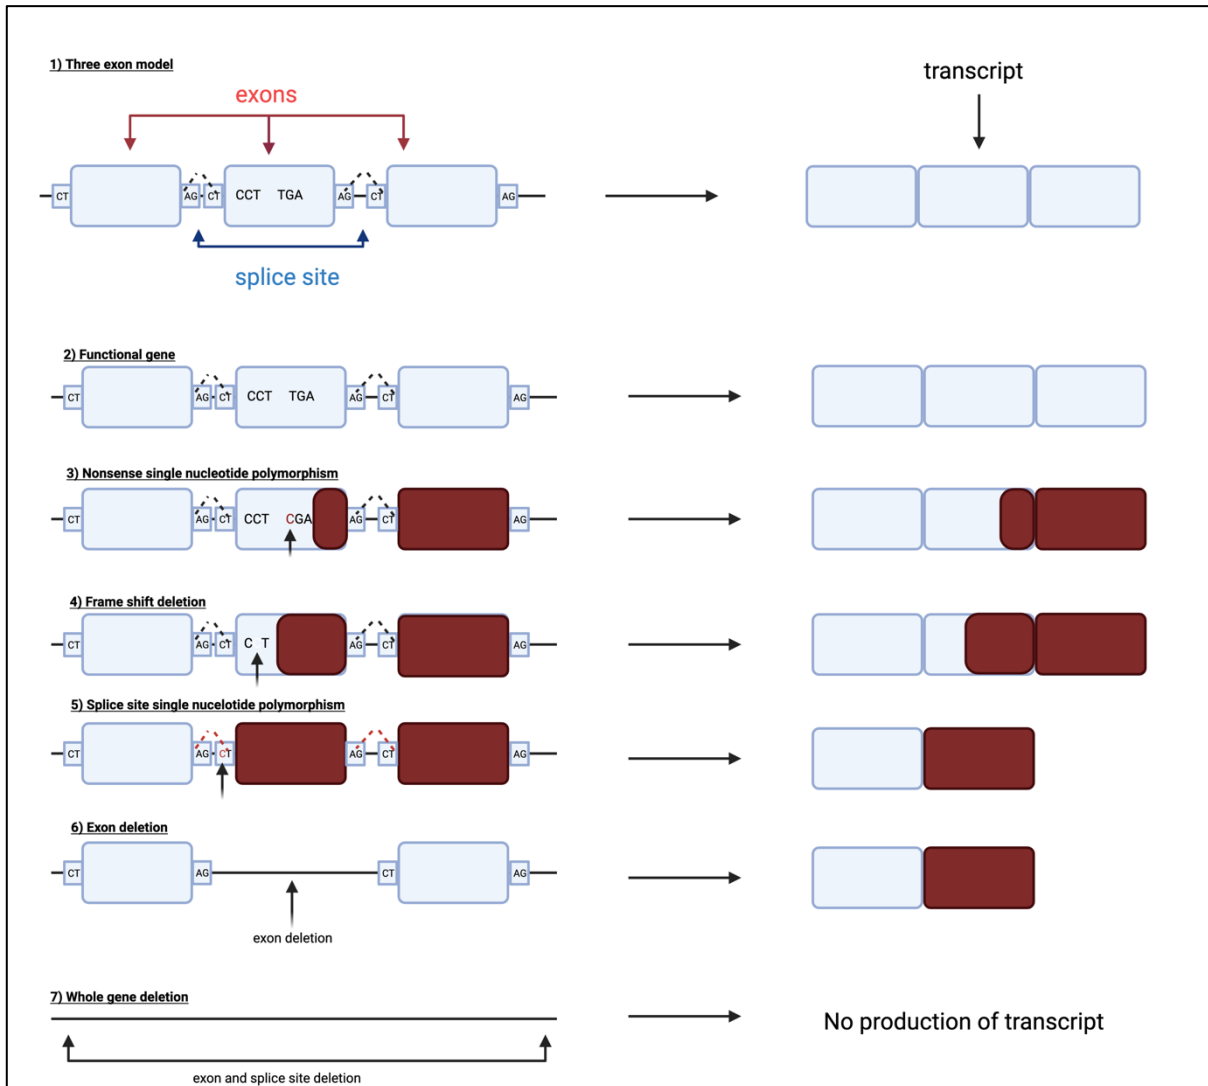 1) Three exon model
transcript
exons
CT AG CT CCT TGA AG CT AG
splice site
2) Functional gene
CT AG CT CCT TGA AG CT AG
3) Nonsense single nucleotide polymorphism
CT AG CT CCT CGA AG CT AG
4) Frame shift deletion
CT AG CT C T AG CT AG
5) Splice site single nucelotide polymorphism
CT AG CT AG CT AG
6) Exon deletion
CT AG CT AG
exon deletion
7) Whole gene deletion
No production of transcript
exon and splice site deletion